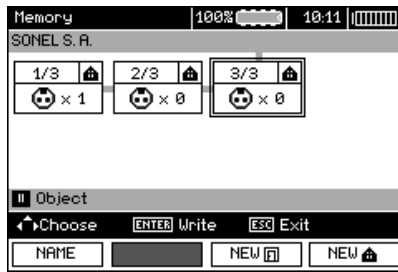 Memory 100% 10:11
SONEL S. A.
1/3 2/3 3/3
x 1 x 0 x 0
Object
Choose ENTER Write ESC Exit
NAME NEW NEW